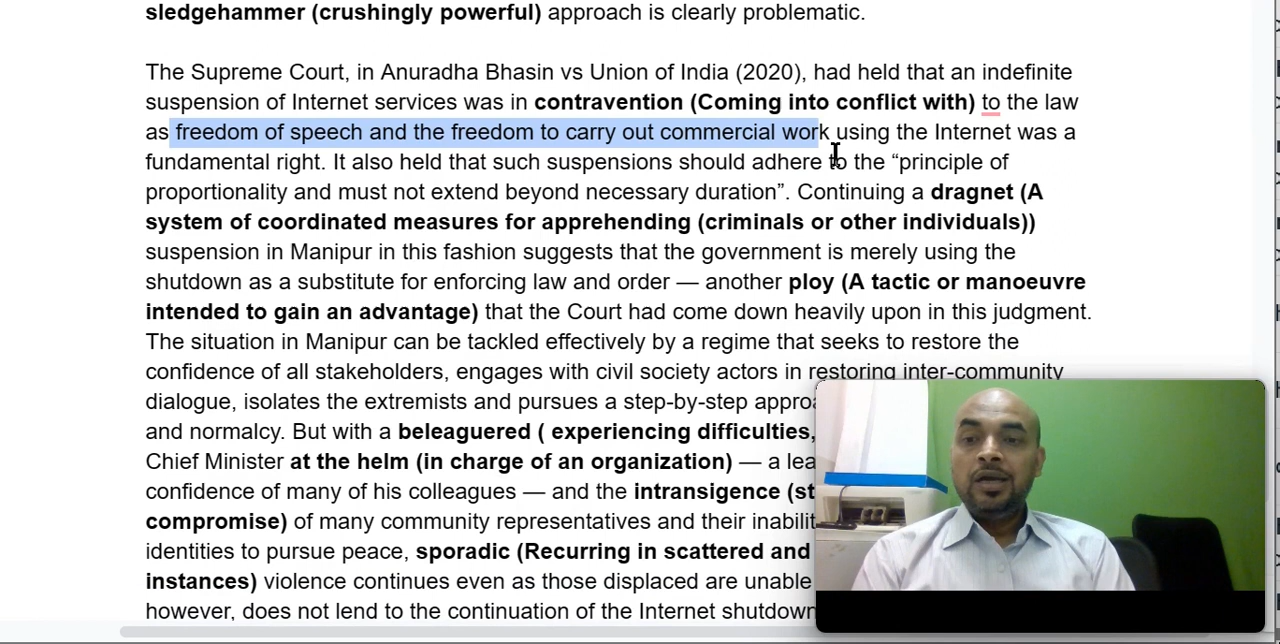 sledgehammer (crushingly powerful) approach is clearly problematic.
The Supreme Court, in Anuradha Bhasin vs Union of India (2020), had held that an indefinite
suspension of Internet services was in contravention (Coming into conflict with) to the law
as freedom of speech and the freedom to carry out commercial work using the Internet was a
fundamental right. It also held that such suspensions should adhere to the “principle of
proportionality and must not extend beyond necessary duration”. Continuing a dragnet (A
system of coordinated measures for apprehending (criminals or other individuals))
suspension in Manipur in this fashion suggests that the government is merely using the
shutdown as a substitute for enforcing law and order — another ploy (A tactic or manoeuvre
intended to gain an advantage) that the Court had come down heavily upon in this judgment.
The situation in Manipur can be tackled effectively by a regime that seeks to restore the
confidence of all stakeholders, engages with civil society actors in restoring inter-community
dialogue, isolates the extremists and pursues a step-by-step
and normalcy. But with a beleaguered ( experiencing difficulties,
Chief Minister at the helm (in charge of an organization) — a
confidence of many of his colleagues — and the intransigence
compromise) of many community representatives and their
identities to pursue peace, sporadic (Recurring in scattered and
instances) violence continues even as those displaced are unable
however, does not lend to the continuation of the Internet shutdown